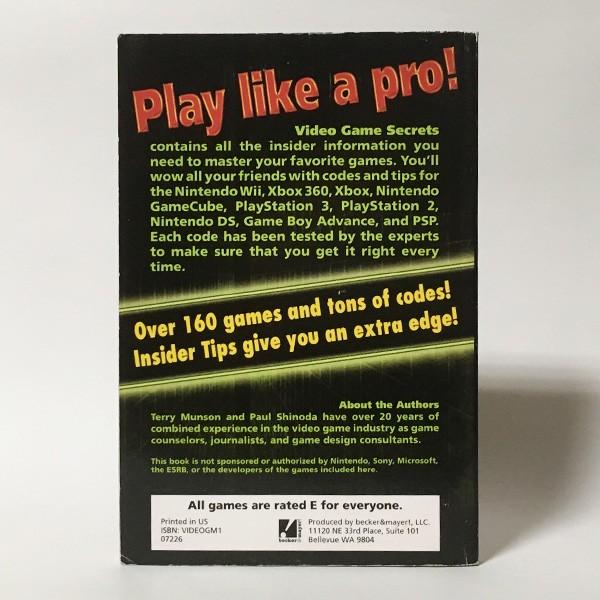 Play like a pro!
Video Game Secrets
contains all the insider information you
need to master your favorite games. You'll
wow all your friends with codes and tips for
the Nintendo Wii, Xbox 360, Xbox, Nintendo
GameCube, PlayStation 3, PlayStation 2,
Nintendo DS, Game Boy Advance, and PSP.
Each code has been tested by the experts
to make sure that you get it right every
time.
Over 160 games and tons of codes!
Insider Tips give you an extra edge!
About the Authors
Terry Munson and Paul Shinoda have over 20 years of
combined experience in the video game industry as game
counselors, journalists, and game design consultants.
This book is not sponsored or authorized by Nintendo, Sony, Microsoft,
the ESRB, or the developers of the games included here.
All games are rated E for everyone.
Printed in US
ISBN: VIDEOGM1
07226
becker&mayer!
Produced by becker&mayer!, LLC.
11120 NE 33rd Place, Suite 101
Bellevue WA 9804